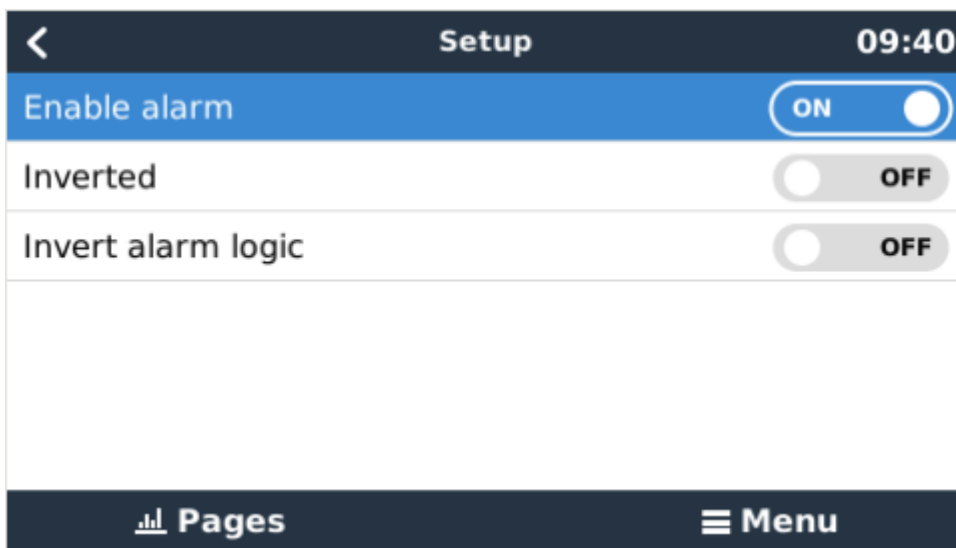 Setup 09:40
Enable alarm ON
Inverted OFF
Invert alarm logic OFF
Pages Menu